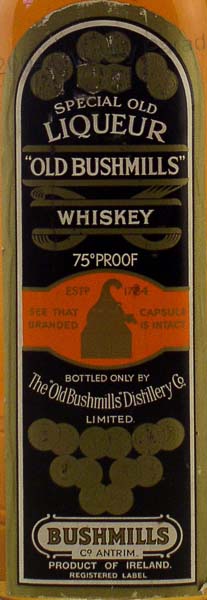 SPECIAL OLD
LIQUEUR
"OLD BUSHMILLS"
WHISKEY
75° PROOF
ESTD 1784
SEE THAT CAPSULE
BRANDED IS INTACT
BOTTLED ONLY BY
The "Old Bushmills" Distillery Co.
LIMITED.
BUSHMILLS
CO ANTRIM.
PRODUCT OF IRELAND.
REGISTERED LABEL